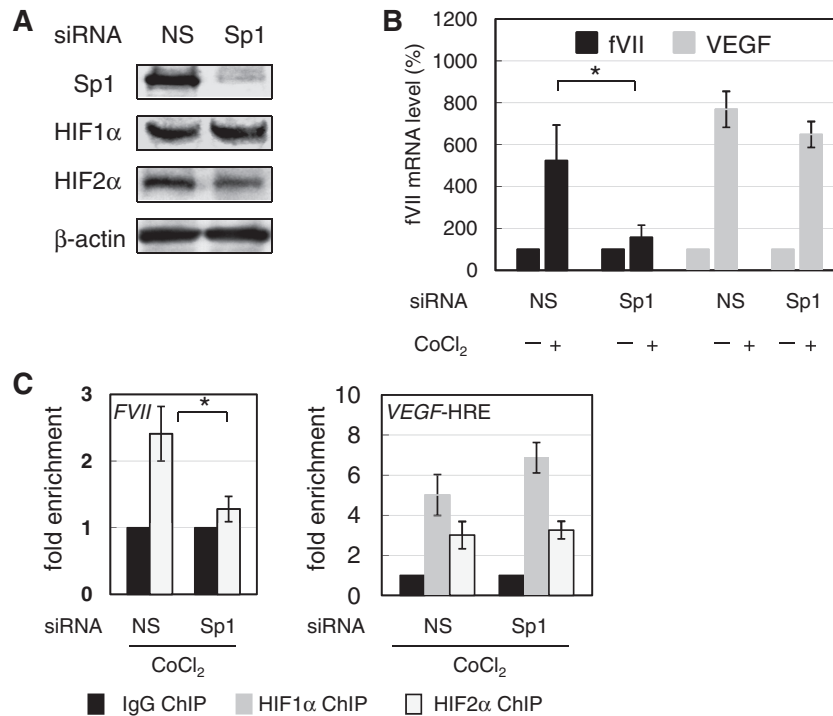 A
siRNA NS Sp1
Sp1
HIF1α
HIF2α
β-actin
B
fVII mRNA level (%)
1200
1000
800
600
400
200
0
fVII VEGF
*
siRNA NS Sp1 NS Sp1
CoCl2 — + — + — + — +
C
fold enrichment
3
2
1
0
FVII
*
siRNA NS Sp1
CoCl2
fold enrichment
10
8
6
4
2
0
VEGF-HRE
siRNA NS Sp1
CoCl2
IgG ChIP HIF1α ChIP HIF2α ChIP